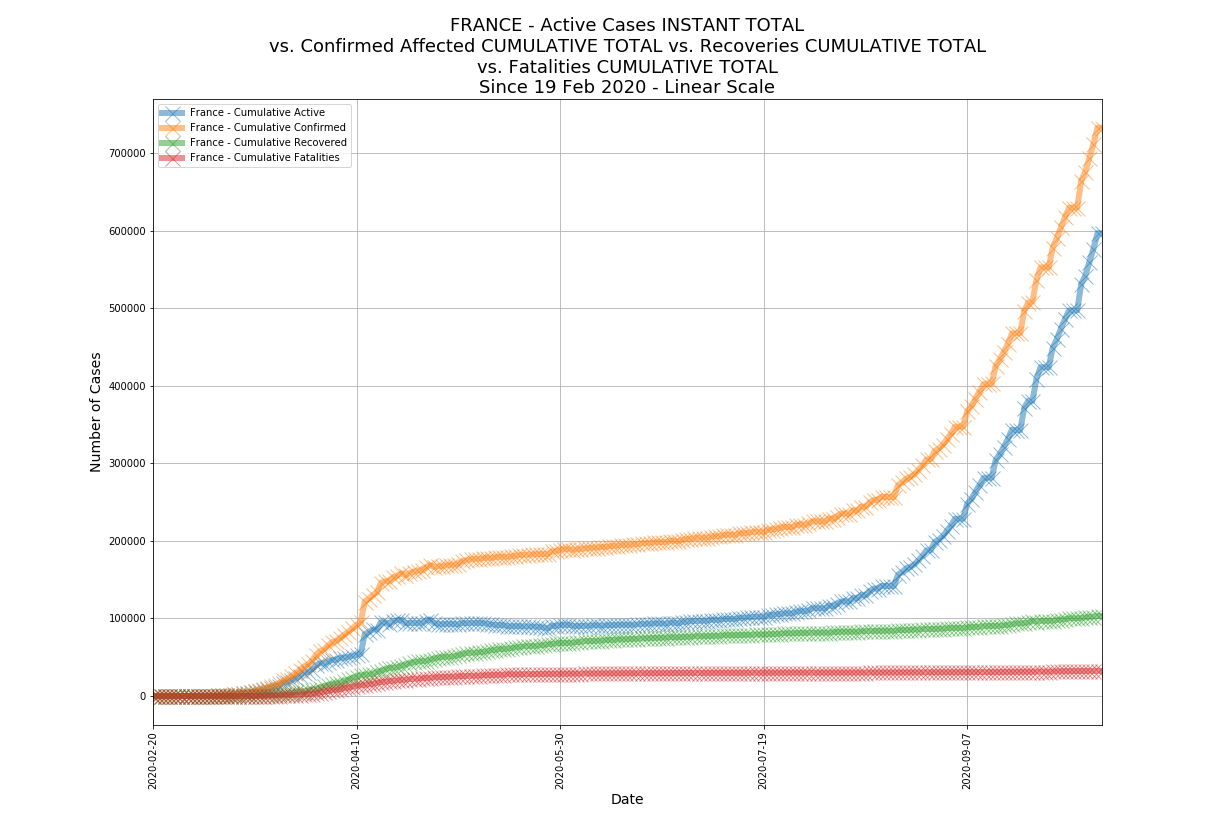 FRANCE - Active Cases INSTANT TOTAL
vs. Confirmed Affected CUMULATIVE TOTAL vs. Recoveries CUMULATIVE TOTAL
vs. Fatalities CUMULATIVE TOTAL
Since 19 Feb 2020 - Linear Scale
France - Cumulative Active
France - Cumulative Confirmed
France - Cumulative Recovered
France - Cumulative Fatalities
Number of Cases
700000
600000
500000
400000
300000
200000
100000
0
2020-02-20
2020-04-10
2020-05-30
2020-07-19
2020-09-07
Date